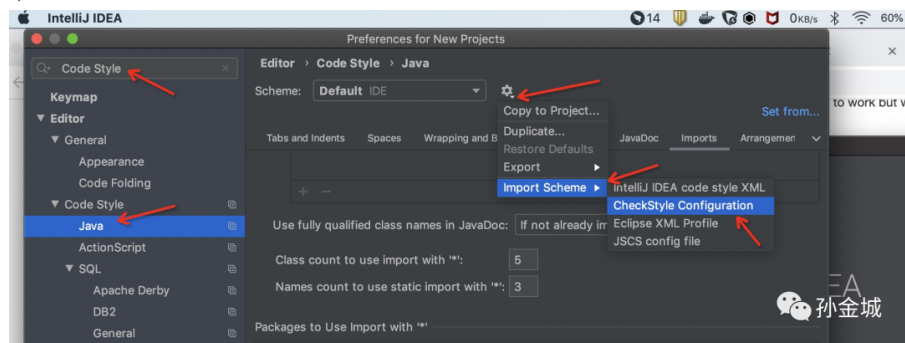 IntelliJ IDEA 14 0KB/s 60%
Preferences for New Projects
Code Style
Editor › Code Style › Java
Scheme: Default IDE
Copy to Project...
Set from...
Keymap
Editor
General
Appearance
Code Folding
Code Style
Java
ActionScript
SQL
Apache Derby
DB2
General
Tabs and Indents Spaces Wrapping and B JavaDoc Imports Arrangemen
Duplicate...
Restore Defaults
Export
Import Scheme
IntelliJ IDEA code style XML
CheckStyle Configuration
Eclipse XML Profile
JSCS config file
Use fully qualified class names in JavaDoc: If not already im
Class count to use import with '*': 5
Names count to use static import with '*': 3
Packages to Use Import with '*'
to work but w
EA
孙金城